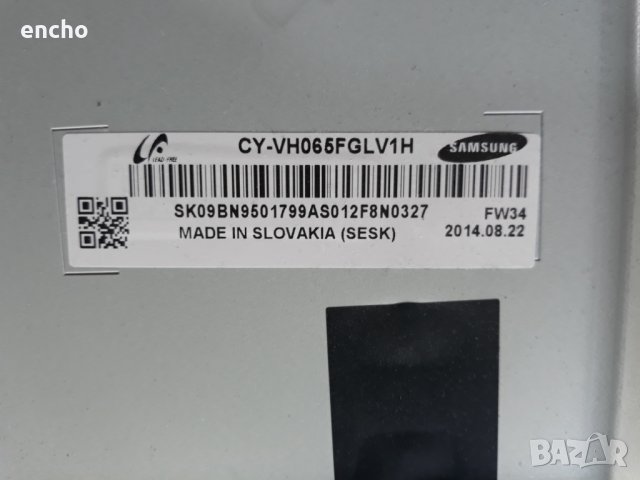 encho
LEAD-FREE
CY-VH065FGLV1H
SAMSUNG
SK09BN9501799AS012F8N0327
FW34
MADE IN SLOVAKIA (SESK)
2014.08.22
BAZAR